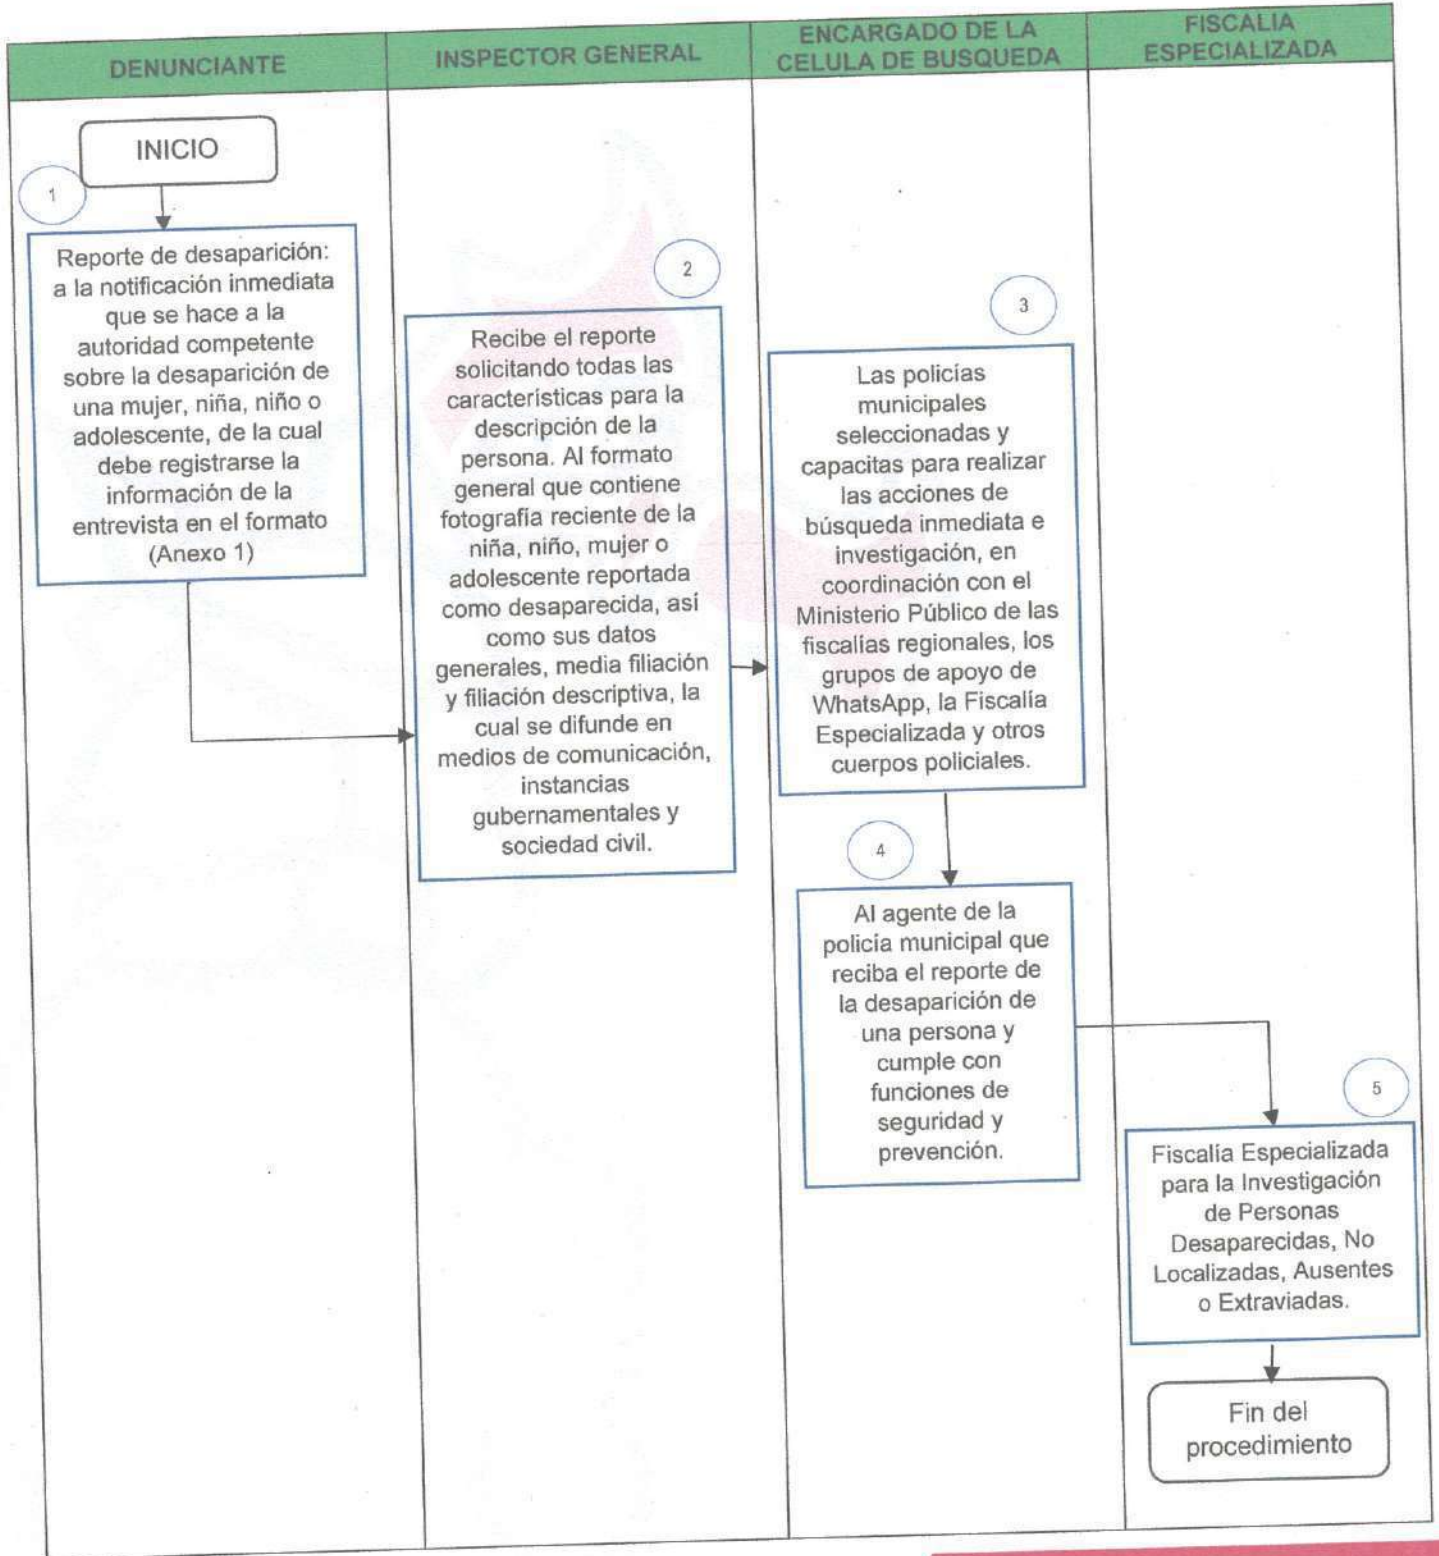 DENUNCIANTE
INSPECTOR GENERAL
ENCARGADO DE LA
CELULA DE BUSQUEDA
FISCALIA
ESPECIALIZADA
INICIO
1
Reporte de desaparición:
a la notificación inmediata
que se hace a la
autoridad competente
sobre la desaparición de
una mujer, niña, niño o
adolescente, de la cual
debe registrarse la
información de la
entrevista en el formato
(Anexo 1)
2
Recibe el reporte
solicitando todas las
características para la
descripción de la
persona. Al formato
general que contiene
fotografía reciente de la
niña, niño, mujer o
adolescente reportada
como desaparecida, así
como sus datos
generales, media filiación
y filiación descriptiva, la
cual se difunde en
medios de comunicación,
instancias
gubernamentales y
sociedad civil.
3
Las policías
municipales
seleccionadas y
capacitas para realizar
las acciones de
búsqueda inmediata e
investigación, en
coordinación con el
Ministerio Público de las
fiscalías regionales, los
grupos de apoyo de
WhatsApp, la Fiscalía
Especializada y otros
cuerpos policiales.
4
Al agente de la
policía municipal que
reciba el reporte de
la desaparición de
una persona y
cumple con
funciones de
seguridad y
prevención.
5
Fiscalía Especializada
para la Investigación
de Personas
Desaparecidas, No
Localizadas, Ausentes
o Extraviadas.
Fin del
procedimiento